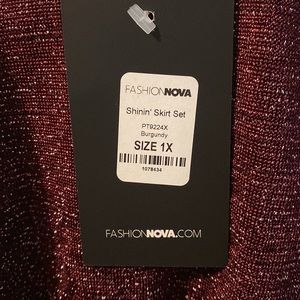 FASHIONNOVA
Shinin' Skirt Set
PT9224X
Burgundy
SIZE 1X
1078434
FASHIONNOVA.COM